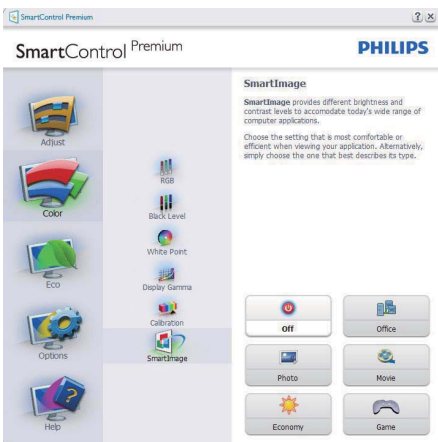 SmartControl Premium
SmartControl Premium
PHILIPS
Adjust
Color
Eco
Options
Help
RGB
Black Level
White Point
Display Gamma
Calibration
SmartImage
SmartImage
SmartImage provides different brightness and
contrast levels to accomodate today's wide range of
computer applications.
Choose the setting that is most comfortable or
efficient when viewing your application. Alternatively,
simply choose the one that best describes its type.
Off
Office
Photo
Movie
Economy
Game